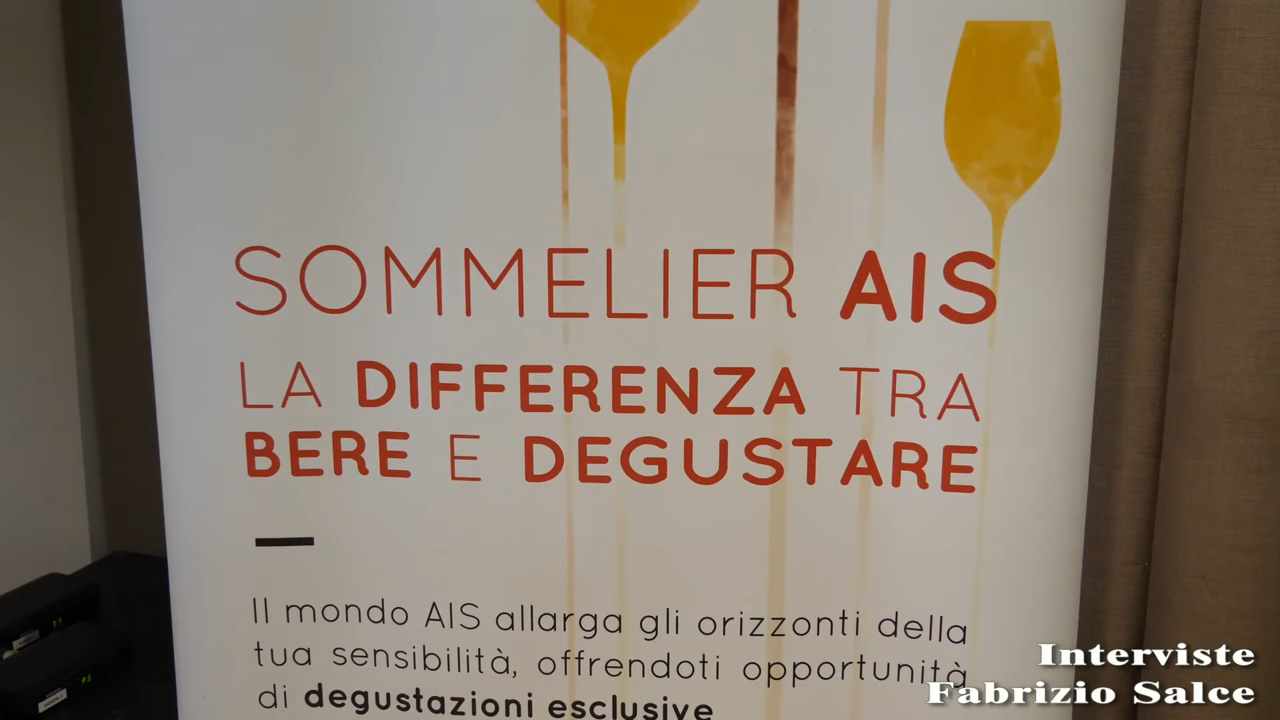 SOMMELIER AIS
LA DIFFERENZA TRA
BERE E DEGUSTARE
Il mondo AIS allarga gli orizzonti della
tua sensibilità, offrendoti opportunità
di degustazioni esclusive
Interviste
Fabrizio Salce